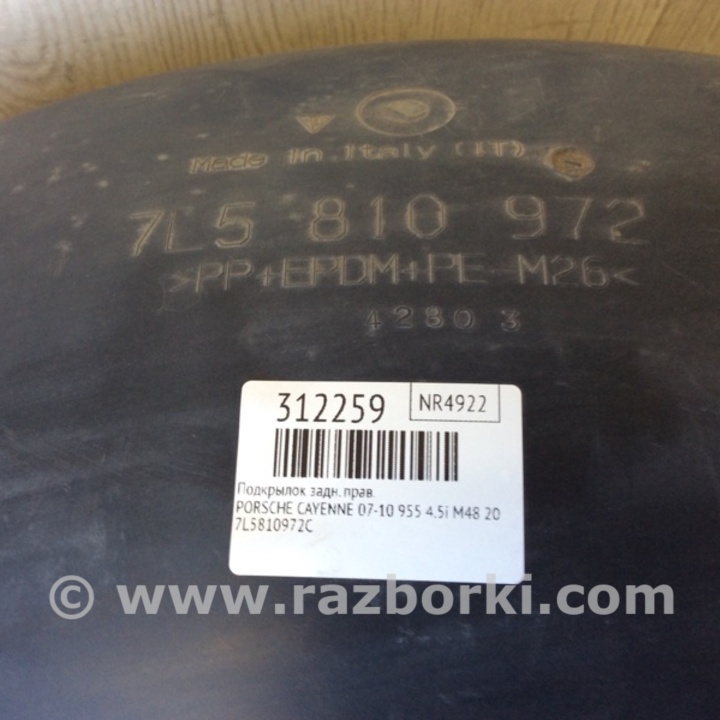 Made in Italy (IT)
7L5 810 972
>PP+EPDM+PE-M26<
4280 3
312259
NR4922
Подкрылок задн. прав.
PORSCHE CAYENNE 07-10 955 4.5i M48 20
7L5810972C
© www.razborki.com